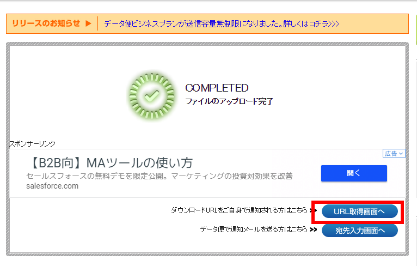 リリースのお知らせ ▶ データ便ビジネスプランが送信容量無制限になりました。詳しくはコチラ>>>
COMPLETED
ファイルのアップロード完了
スポンサーリンク
広告
【B2B向】MAツールの使い方
セールスフォースの無料デモを限定公開。マーケティングの投資対効果を改善
salesforce.com
開く
ダウンロードURLをご自身で通知される方はこちら >> URL取得画面へ
データ便で通知メールを送る方はこちら >> 宛先入力画面へ